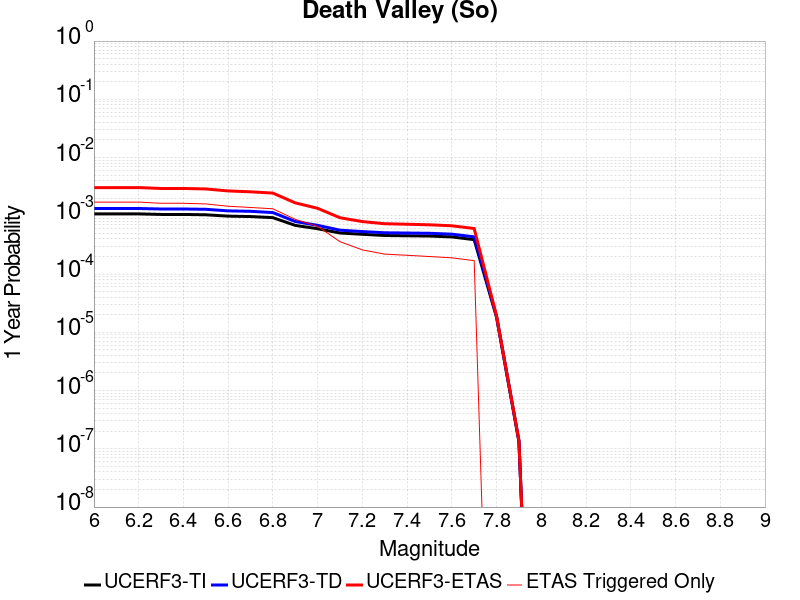 Death Valley (So)
10^0
10^-1
10^-2
10^-3
10^-4
10^-5
10^-6
10^-7
10^-8
1 Year Probability
6 6.2 6.4 6.6 6.8 7 7.2 7.4 7.6 7.8 8 8.2 8.4 8.6 8.8 9
Magnitude
UCERF3-TI UCERF3-TD UCERF3-ETAS ETAS Triggered Only